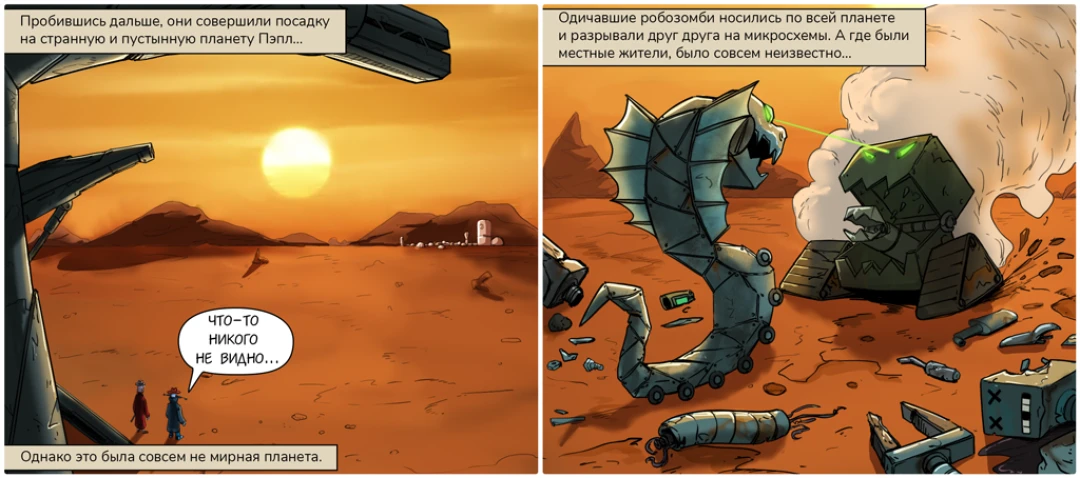 Пробившись дальше, они совершили посадку
на странную и пустынную планету Пэпл...
ЧТО-ТО
НИКОГО
НЕ ВИДНО...
Однако это была совсем не мирная планета.
Одичавшие робозомби носились по всей планете
и разрывали друг друга на микросхемы. А где были
местные жители, было совсем неизвестно...